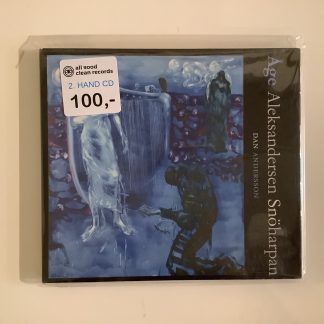 all good
clean records
2. HAND CD
100,-
Åge Aleksandersen Snöharpan
DAN ANDERSSON